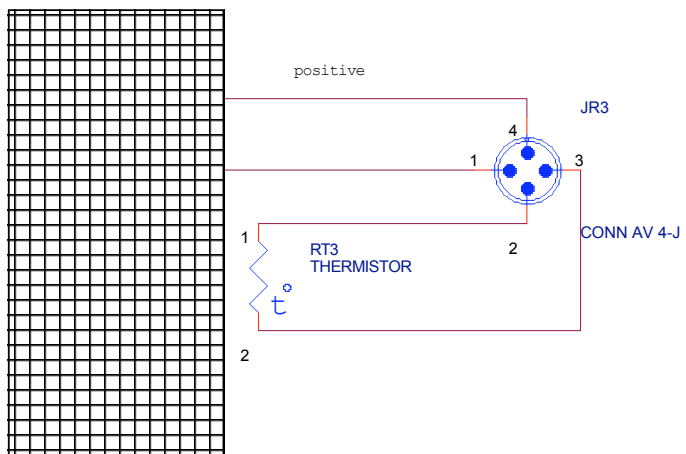 positive
JR3
4
1
3
CONN AV 4-J
2
1
RT3
THERMISTOR
t°
2